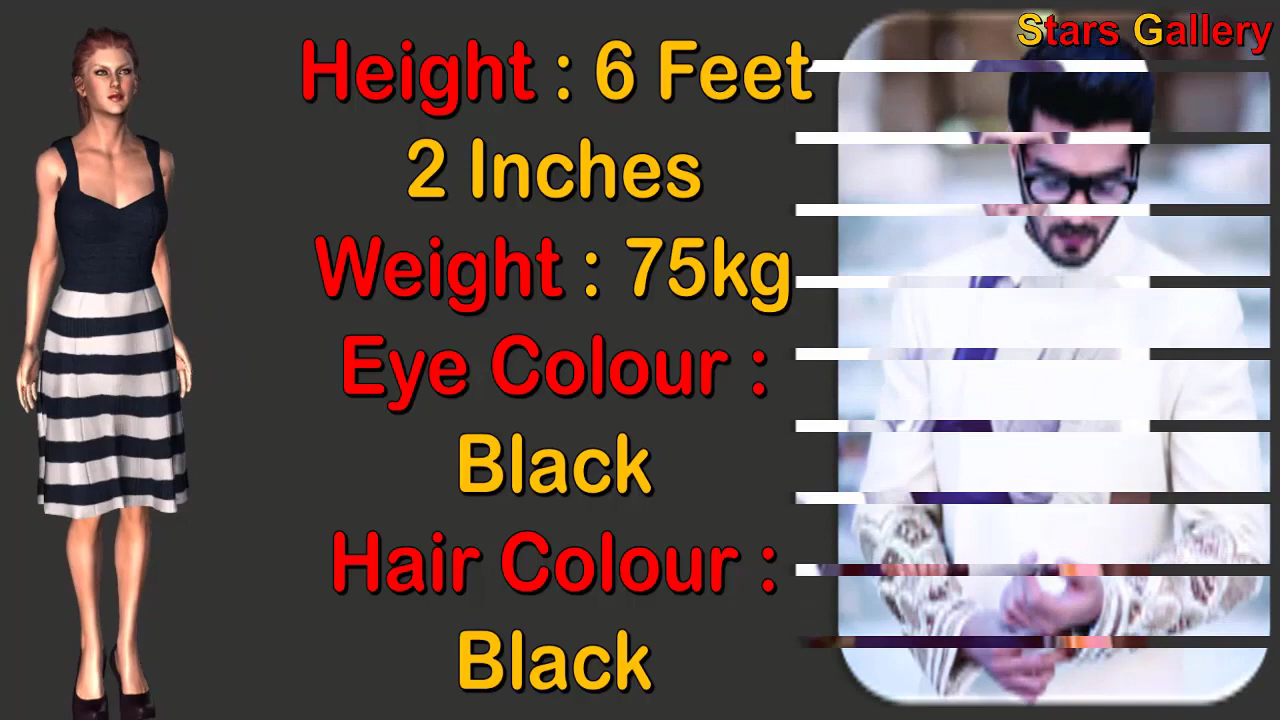 Stars Gallery
Height : 6 Feet
2 Inches
Weight : 75kg
Eye Colour :
Black
Hair Colour :
Black